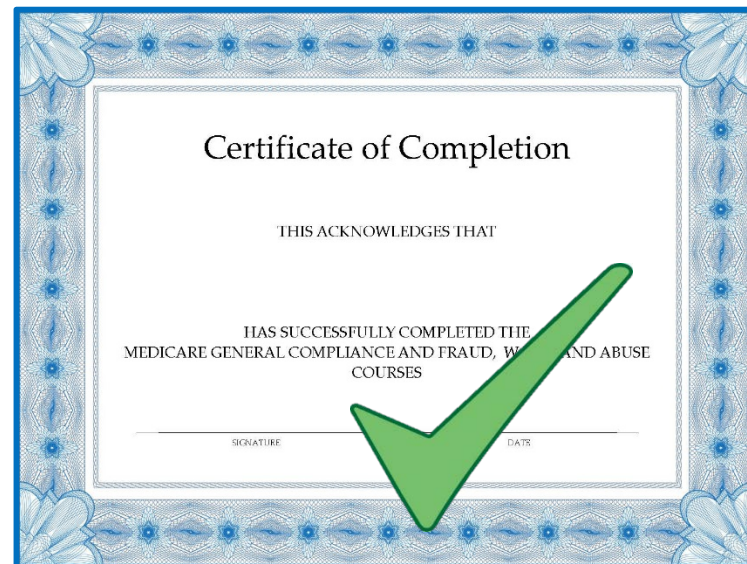 Certificate of Completion
THIS ACKNOWLEDGES THAT
HAS SUCCESSFULLY COMPLETED THE
MEDICARE GENERAL COMPLIANCE AND FRAUD, AND ABUSE
COURSES
SIGNATURE DATE